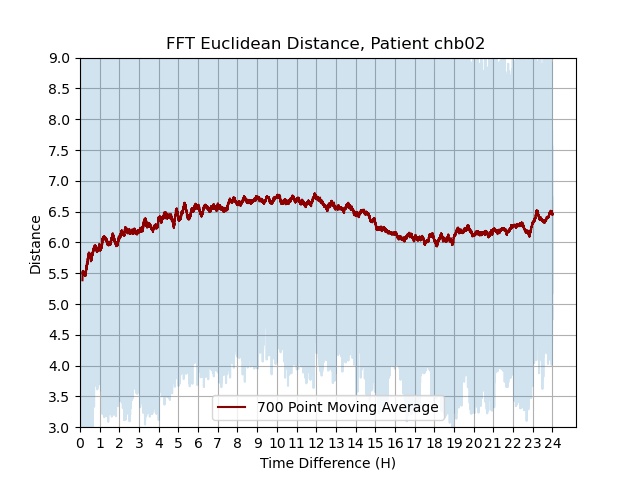 FFT Euclidean Distance, Patient chb02
9.0
8.5
8.0
7.5
7.0
6.5
6.0
5.5
5.0
4.5
4.0
3.5
3.0
Distance
700 Point Moving Average
0 1 2 3 4 5 6 7 8 9 10 11 12 13 14 15 16 17 18 19 20 21 22 23 24
Time Difference (H)